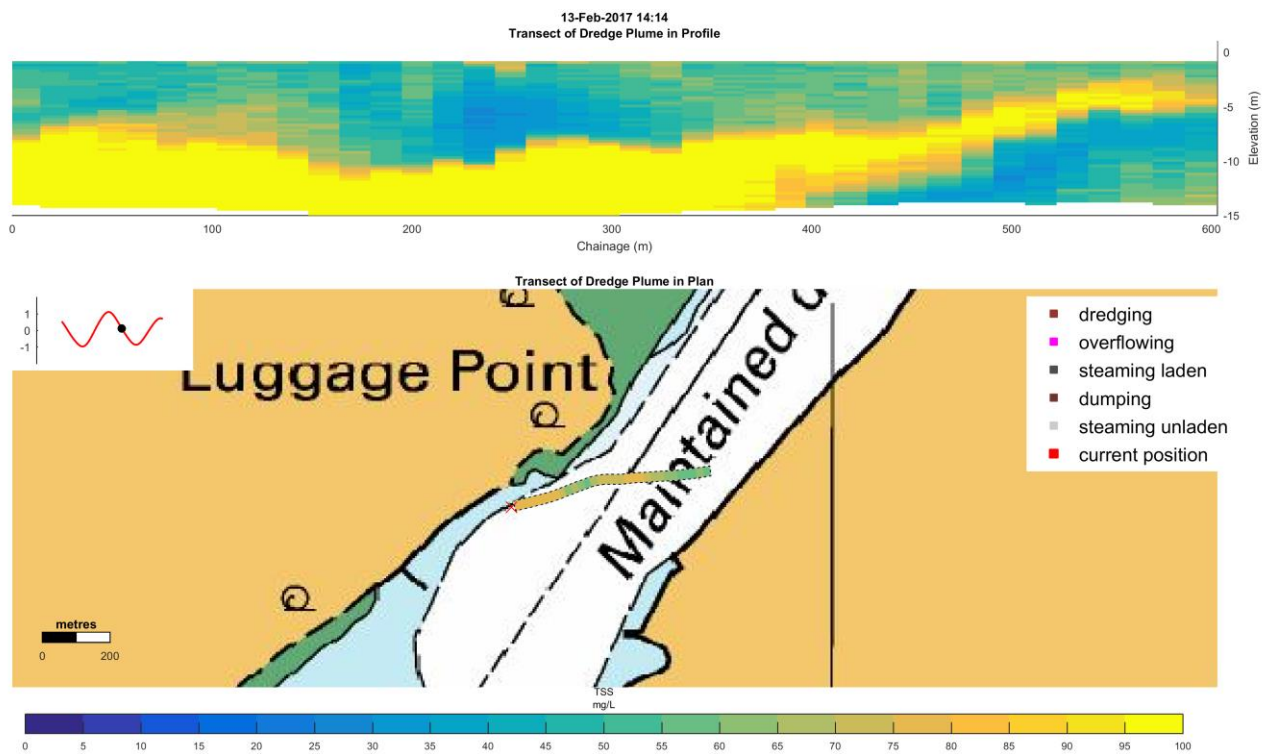 13-Feb-2017 14:14
Transect of Dredge Plume in Profile
0
-5
-10
-15
Elevation (m)
0 100 200 300 400 500 600
Chainage (m)
Transect of Dredge Plume in Plan
1
0
-1
Luggage Point
Maintained d
dredging
overflowing
steaming laden
dumping
steaming unladen
current position
metres
0 200
TSS
mg/L
0 5 10 15 20 25 30 35 40 45 50 55 60 65 70 75 80 85 90 95 100